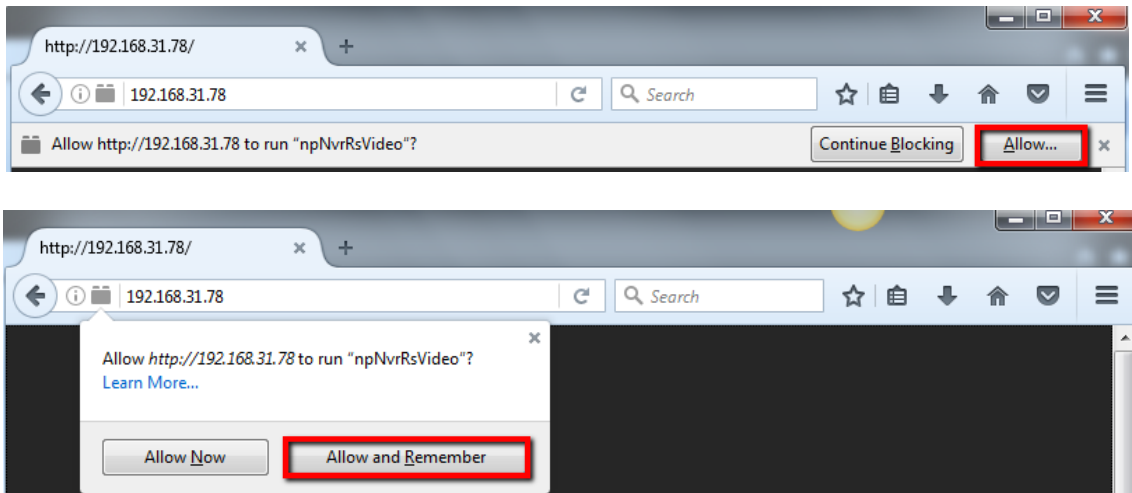 http://192.168.31.78/
192.168.31.78
Search
Allow http://192.168.31.78 to run "npNvrRsVideo"?
Continue Blocking
Allow...
http://192.168.31.78/
192.168.31.78
Search
Allow http://192.168.31.78 to run "npNvrRsVideo"?
Learn More...
Allow Now
Allow and Remember